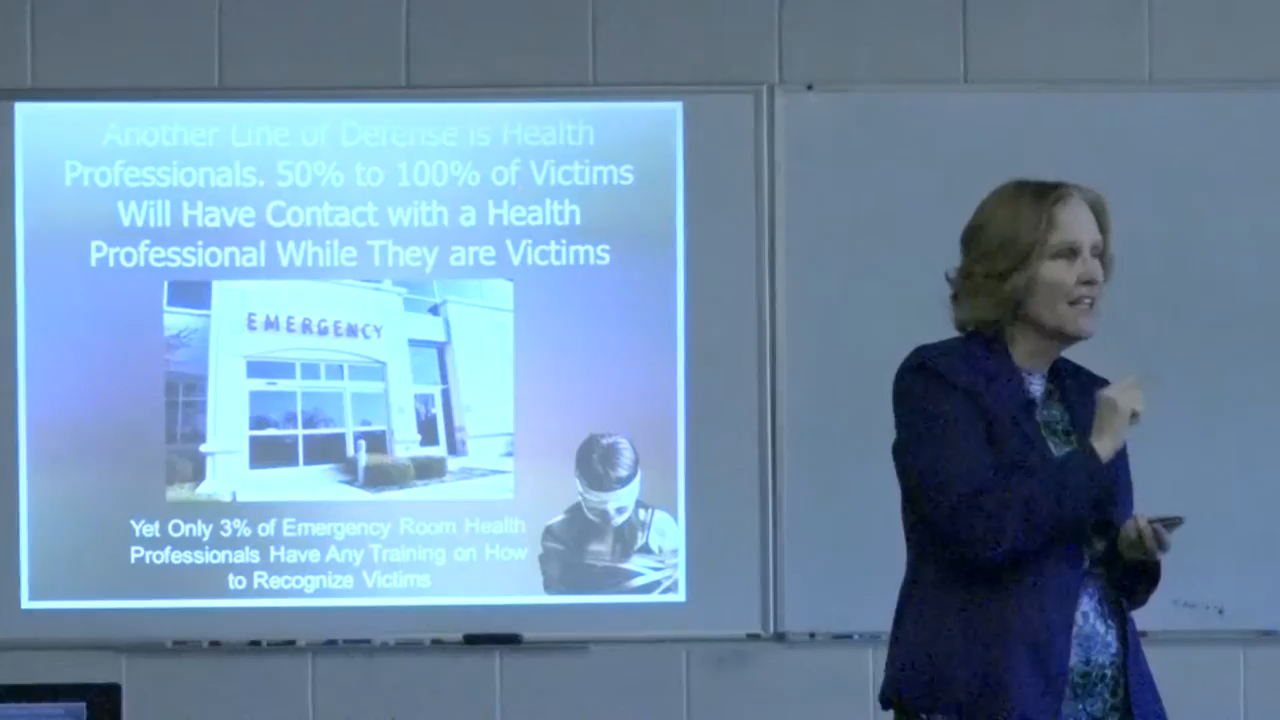 Another Line of Defense is Health
Professionals. 50% to 100% of Victims
Will Have Contact with a Health
Professional While They are Victims
EMERGENCY
Yet Only 3% of Emergency Room Health
Professionals Have Any Training on How
to Recognize Victims